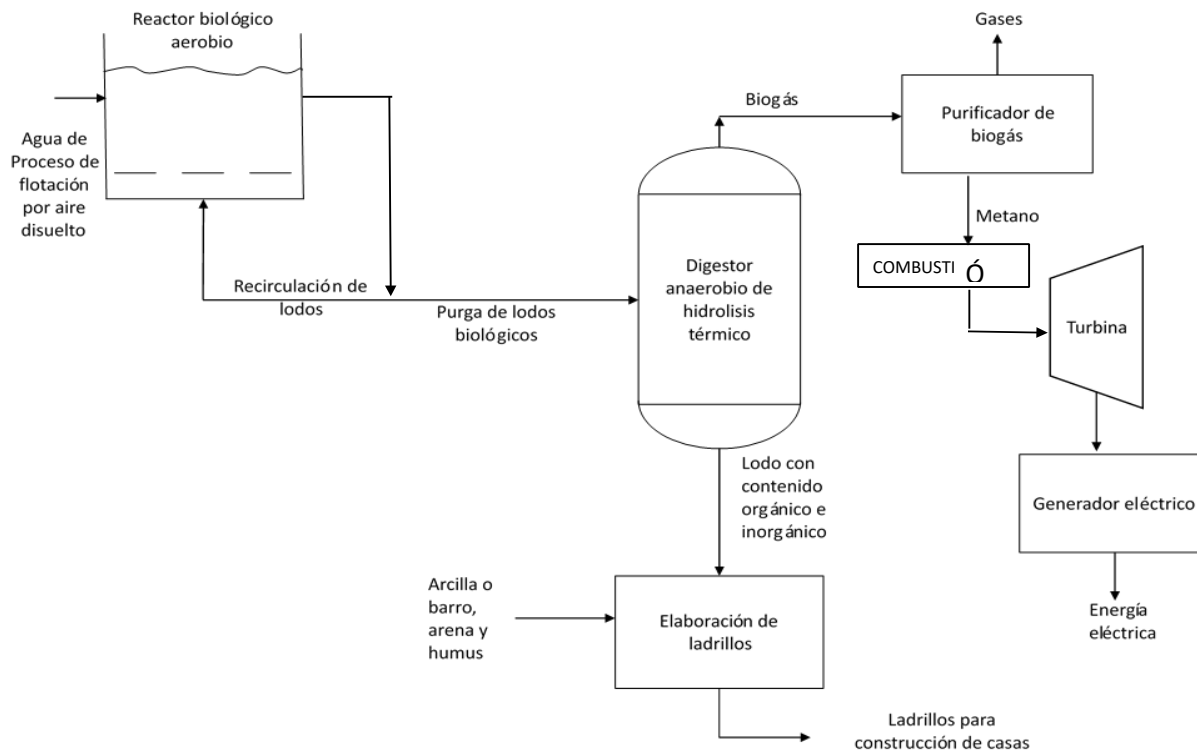 Reactor biológico
aerobio
Agua de
Proceso de
flotación
por aire
disuelto
Recirculación de
lodos
Purga de lodos
biológicos
Digestor
anaerobio de
hidrolisis
térmico
Biogás
Gases
Purificador de
biogás
Metano
COMBUSTI Ó
Turbina
Generador eléctrico
Energía
eléctrica
Lodo con
contenido
orgánico e
inorgánico
Arcilla o
barro,
arena y
humus
Elaboración de
ladrillos
Ladrillos para
construcción de casas